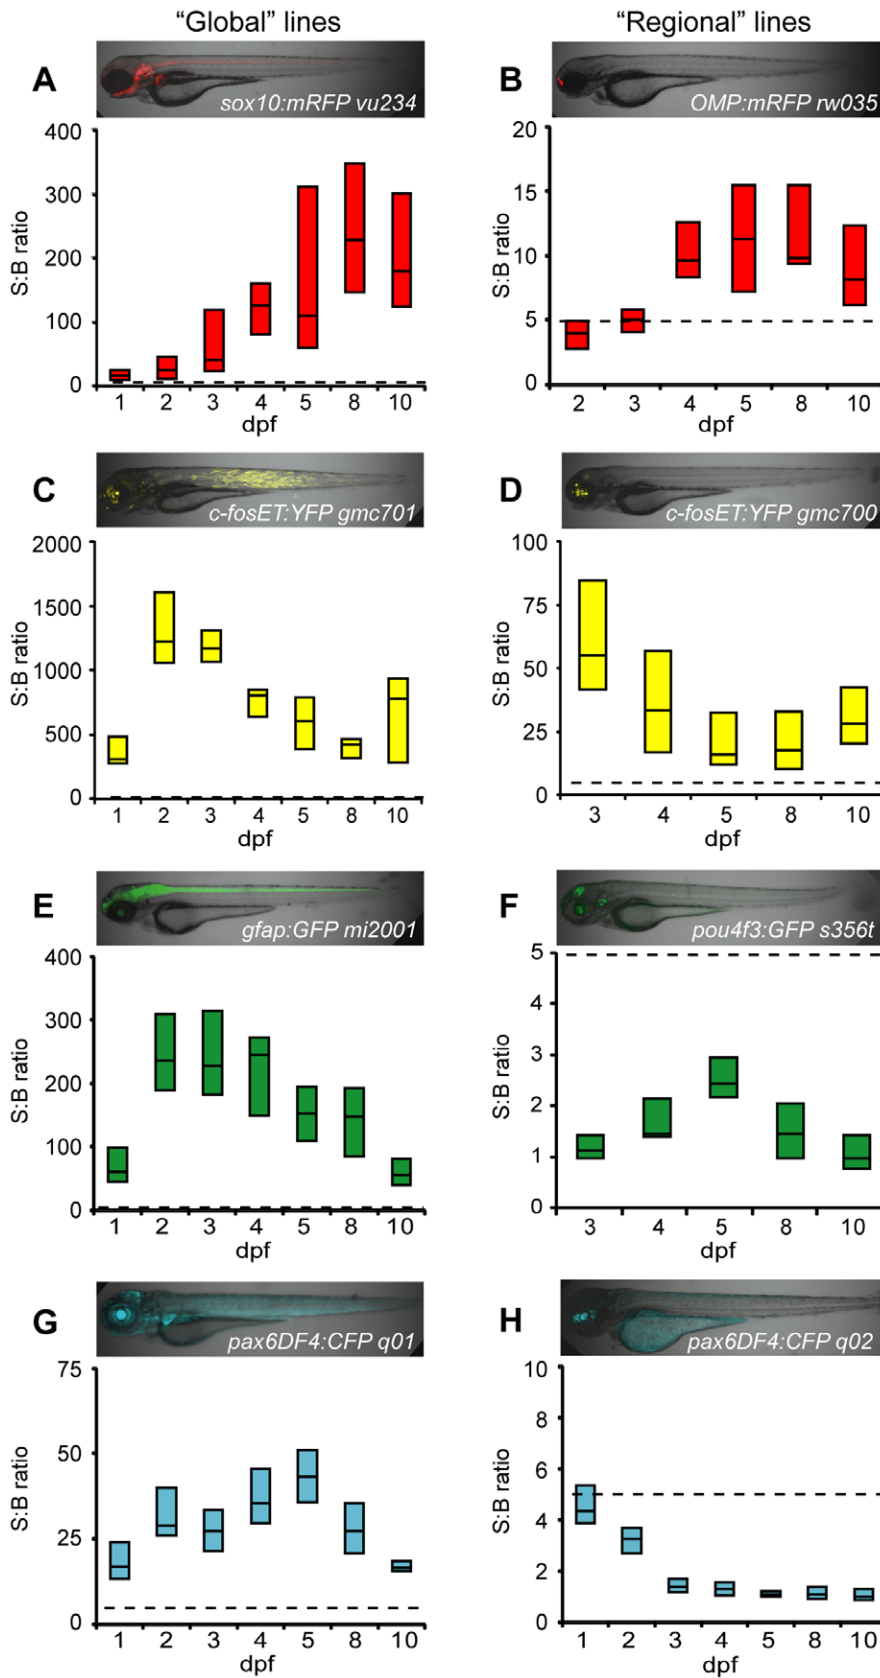 “Global” lines
“Regional” lines
A
sox10:mRFP vu234
S:B ratio
400
300
200
100
0
1 2 3 4 5 8 10
dpf
B
OMP:mRFP rw035
S:B ratio
20
15
10
5
0
2 3 4 5 8 10
dpf
C
c-fosET:YFP gmc701
S:B ratio
2000
1500
1000
500
0
1 2 3 4 5 8 10
dpf
D
c-fosET:YFP gmc700
S:B ratio
100
75
50
25
0
3 4 5 8 10
dpf
E
gfap:GFP mi2001
S:B ratio
400
300
200
100
0
1 2 3 4 5 8 10
dpf
F
pou4f3:GFP s356t
S:B ratio
5
4
3
2
1
0
3 4 5 8 10
dpf
G
pax6DF4:CFP q01
S:B ratio
75
50
25
0
1 2 3 4 5 8 10
dpf
H
pax6DF4:CFP q02
S:B ratio
10
8
6
4
2
0
1 2 3 4 5 8 10
dpf